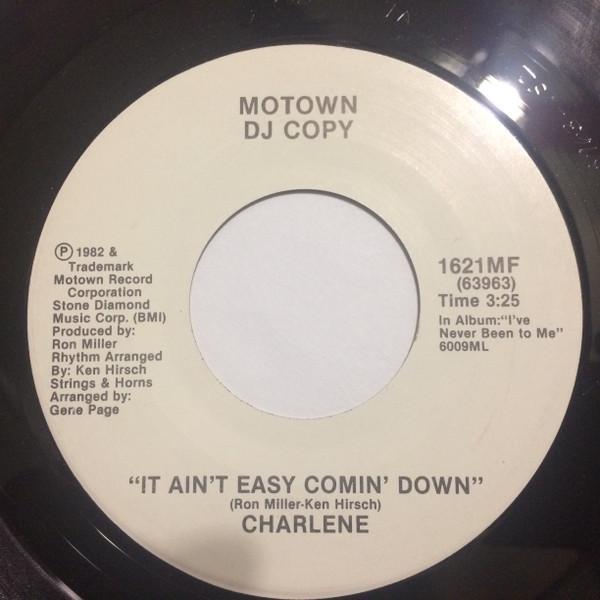 MOTOWN
DJ COPY
Ⓟ 1982 &
Trademark
Motown Record
Corporation
Stone Diamond
Music Corp. (BMI)
Produced by:
Ron Miller
Rhythm Arranged
By: Ken Hirsch
Strings & Horns
Arranged by:
Gene Page
1621MF
(63963)
Time 3:25
In Album:"I've
Never Been to Me"
6009ML
"IT AIN'T EASY COMIN' DOWN"
(Ron Miller-Ken Hirsch)
CHARLENE